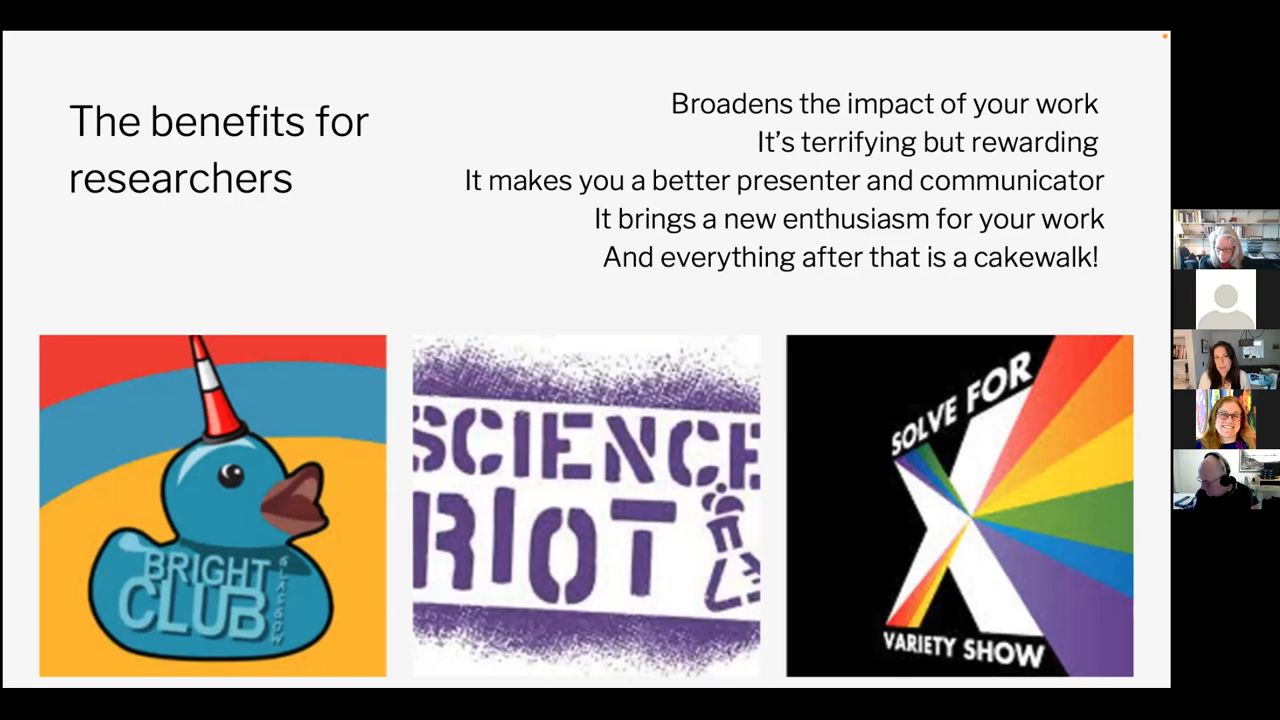 The benefits for
researchers
Broadens the impact of your work
It’s terrifying but rewarding
It makes you a better presenter and communicator
It brings a new enthusiasm for your work
And everything after that is a cakewalk!
BRIGHT
CLUB
SCIENCE
RIOT
SOLVE FOR
X
VARIETY SHOW